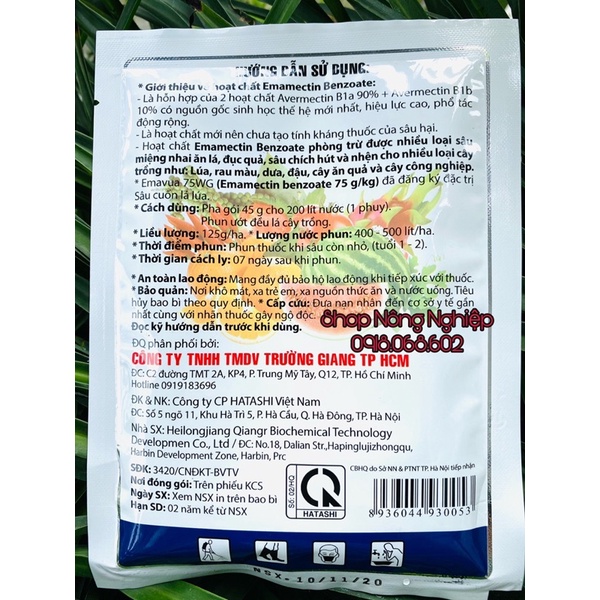 HƯỚNG DẪN SỬ DỤNG:
* Giới thiệu về hoạt chất Emamectin Benzoate:
- Là hỗn hợp của 2 hoạt chất Avermectin B1a 90% + Avermectin B1b
10% có nguồn gốc sinh học thế hệ mới nhất, hiệu lực cao, phổ tác
động rộng.
- Là hoạt chất mới nên chưa tạo tính kháng thuốc của sâu hại.
- Hoạt chất Emamectin Benzoate phòng trừ được nhiều loại sâu
miệng nhai ăn lá, đục quả, sâu chích hút và nhện cho nhiều loại cây
trồng như: Lúa, rau màu, dưa, đậu, cây ăn quả và cây công nghiệp.
- Emavua 75WG (Emamectin benzoate 75 g/kg) đã đăng ký đặc trị
Sâu cuốn lá lúa.
* Cách dùng: Pha gói 45 g cho 200 lít nước (1 phuy).
Phun ướt đều lá cây trồng.
* Liều lượng: 125g/ha. * Lượng nước phun: 400 - 500 lít/ha.
* Thời điểm phun: Phun thuốc khi sâu còn nhỏ, (tuổi 1 - 2).
* Thời gian cách ly: 07 ngày sau khi phun.
* An toàn lao động: Mang đầy đủ bảo hộ lao động khi tiếp xúc với thuốc.
* Bảo quản: Nơi khô mát, xa trẻ em, xa nguồn thức ăn và nước uống. Tiêu
hủy bao bì theo quy định. * Cấp cứu: Đưa nạn nhân đến cơ sở y tế gần
nhất cùng với nhãn thuốc gây ngộ độc.
Đọc kỹ hướng dẫn trước khi dùng.
Shop Nông Nghiệp
0918.068.602
ĐQ phân phối bởi:
CÔNG TY TNHH TMDV TRƯỜNG GIANG TP HCM
ĐC: C2 đường TMT 2A, KP4, P. Trung Mỹ Tây, Q12, TP. Hồ Chí Minh
Hotline 0919183696
ĐK & NK: Công ty CP HATASHI Việt Nam
ĐC: Số 5 ngõ 11, Khu Hà Trì 5, P. Hà Cầu, Q. Hà Đông, TP. Hà Nội
Nhà SX: Heilongjiang Qiangr Biochemical Technology
Developmen Co., Ltd / ĐC: No.18, Dalian Str.,Hapinglujizhongqu,
Harbin Development Zone, Harbin, Prc
CBHQ do Sở NN & PTNT TP. Hà Nội tiếp nhận
SĐK: 3420/CNĐKT-BVTV
Nơi đóng gói: Trên phiếu KCS
Ngày SX: Xem NSX in trên bao bì
Hạn SD: 02 năm kể từ NSX
Số: 02/HQ
HATASHI
8 936044 930053
NSX-10/11/20